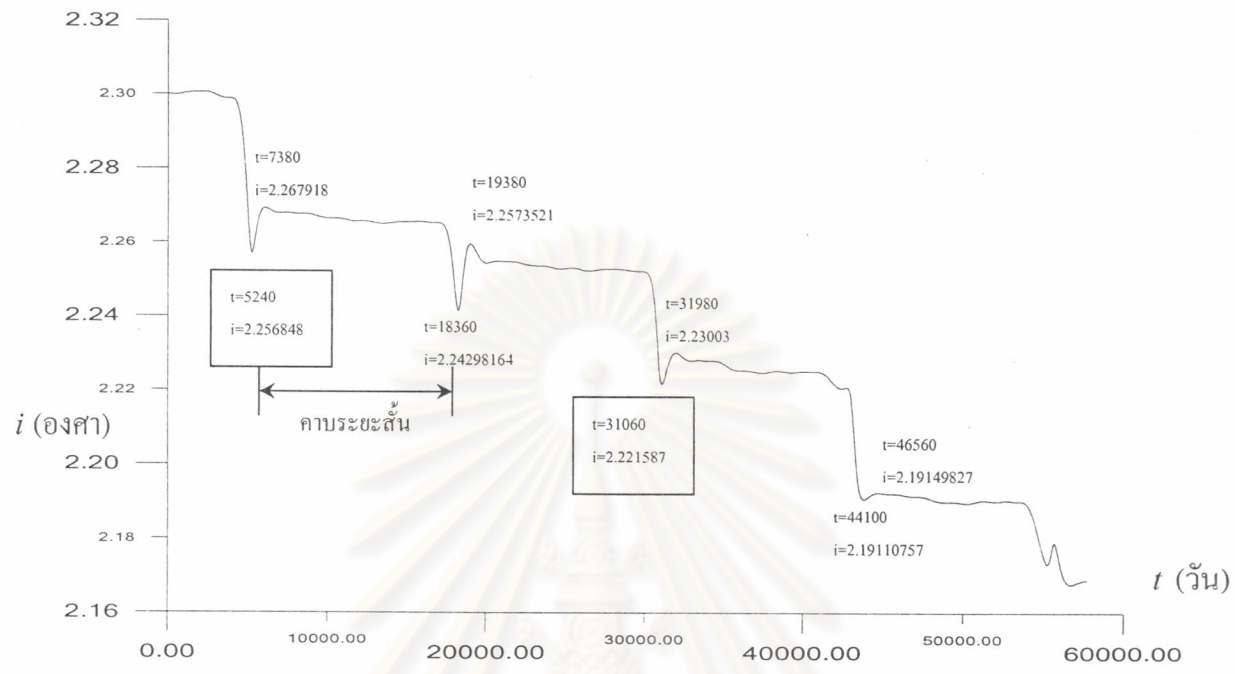 2.32
2.30
2.28
2.26
2.24
2.22
2.20
2.18
2.16
i (องศา)
t=7380
i=2.267918
t=19380
i=2.2573521
t=5240
i=2.256848
t=18360
i=2.24298164
คาบระยะสั้น
t=31980
i=2.23003
t=31060
i=2.221587
t=46560
i=2.19149827
t=44100
i=2.19110757
t (วัน)
0.00
10000.00
20000.00
30000.00
40000.00
50000.00
60000.00